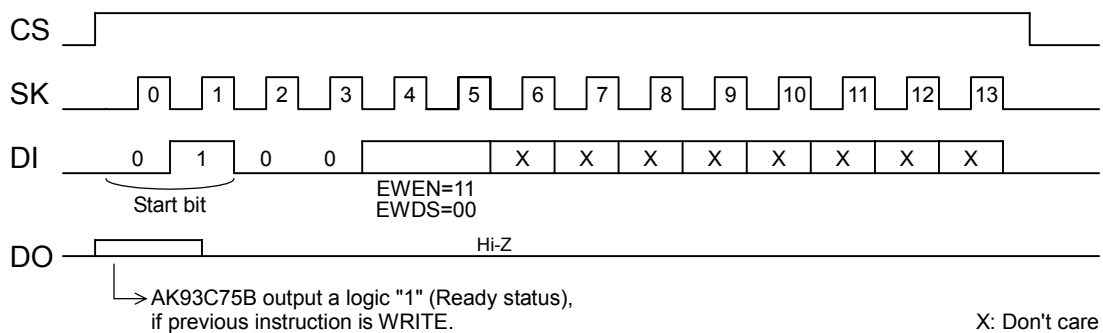 CS
SK 0 1 2 3 4 5 6 7 8 9 10 11 12 13
DI 0 1 0 0 X X X X X X X X
EWEN=11
EWDS=00
Start bit
DO Hi-Z
AK93C75B output a logic "1" (Ready status),
if previous instruction is WRITE. X: Don't care